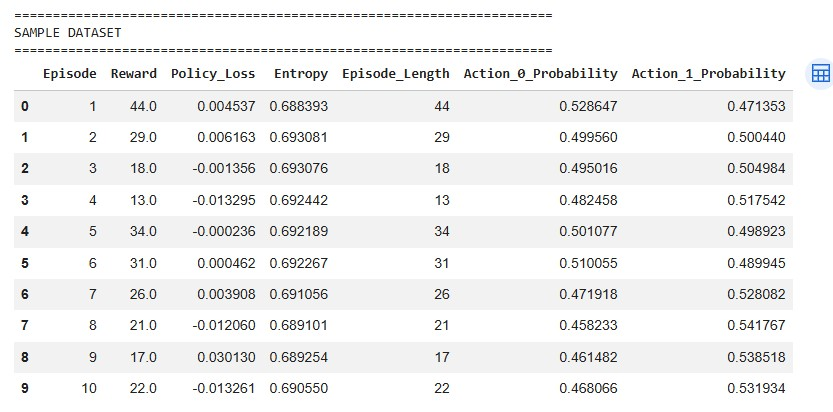 ======================================================================
SAMPLE DATASET
======================================================================
Episode Reward Policy_Loss Entropy Episode_Length Action_0_Probability Action_1_Probability
0 1 44.0 0.004537 0.688393 44 0.528647 0.471353
1 2 29.0 0.006163 0.693081 29 0.499560 0.500440
2 3 18.0 -0.001356 0.693076 18 0.495016 0.504984
3 4 13.0 -0.013295 0.692442 13 0.482458 0.517542
4 5 34.0 -0.000236 0.692189 34 0.501077 0.498923
5 6 31.0 0.000462 0.692267 31 0.510055 0.489945
6 7 26.0 0.003908 0.691056 26 0.471918 0.528082
7 8 21.0 -0.012060 0.689101 21 0.458233 0.541767
8 9 17.0 0.030130 0.689254 17 0.461482 0.538518
9 10 22.0 -0.013261 0.690550 22 0.468066 0.531934